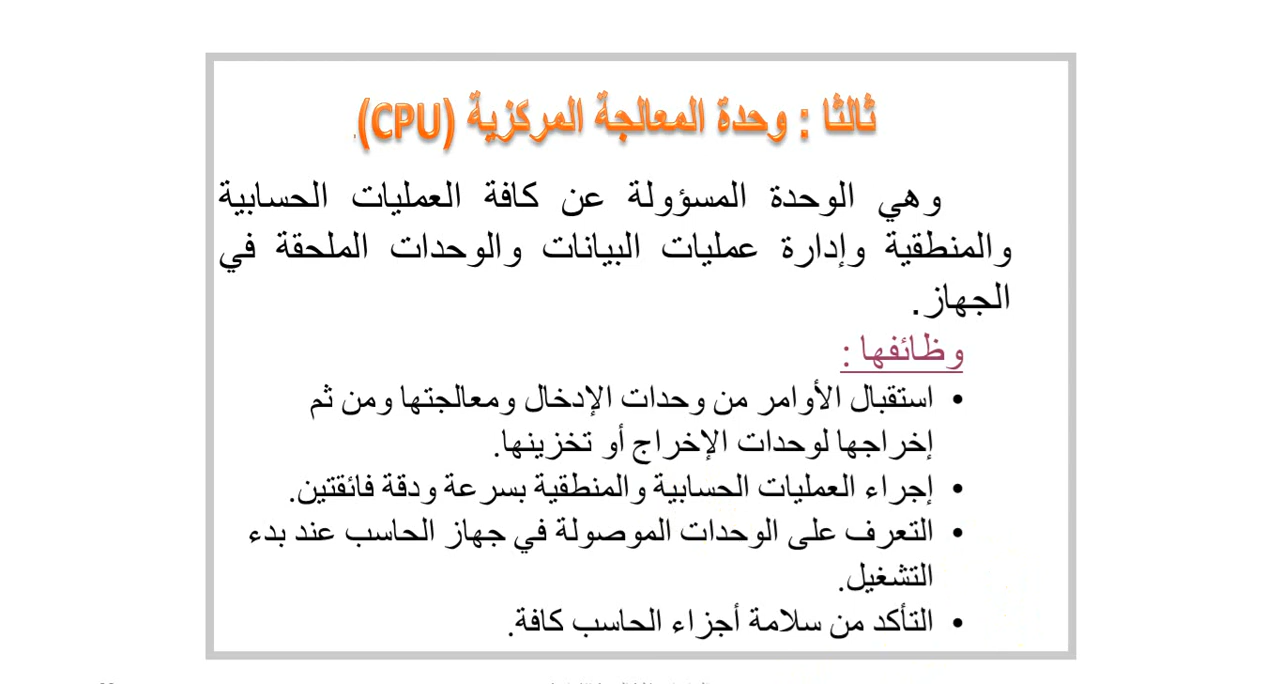 ثالثا : وحدة المعالجة المركزية (CPU)
وهي الوحدة المسؤولة عن كافة العمليات الحسابية
والمنطقية وإدارة عمليات البيانات والوحدات الملحقة في
الجهاز.
وظائفها :
• استقبال الأوامر من وحدات الإدخال ومعالجتها ومن ثم
إخراجها لوحدات الإخراج أو تخزينها.
• إجراء العمليات الحسابية والمنطقية بسرعة ودقة فائقتين.
• التعرف على الوحدات الموصولة في جهاز الحاسب عند بدء
التشغيل.
• التأكد من سلامة أجزاء الحاسب كافة.